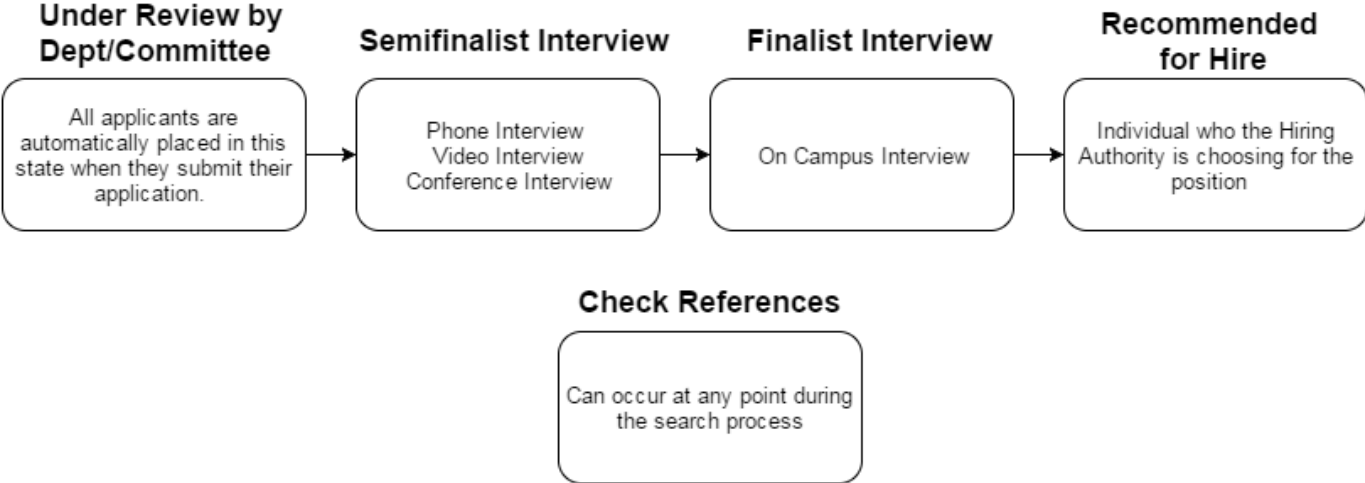 Under Review by
Dept/Committee
All applicants are
automatically placed in this
state when they submit their
application.
Semifinalist Interview
Phone Interview
Video Interview
Conference Interview
Finalist Interview
On Campus Interview
Recommended
for Hire
Individual who the Hiring
Authority is choosing for the
position
Check References
Can occur at any point during
the search process